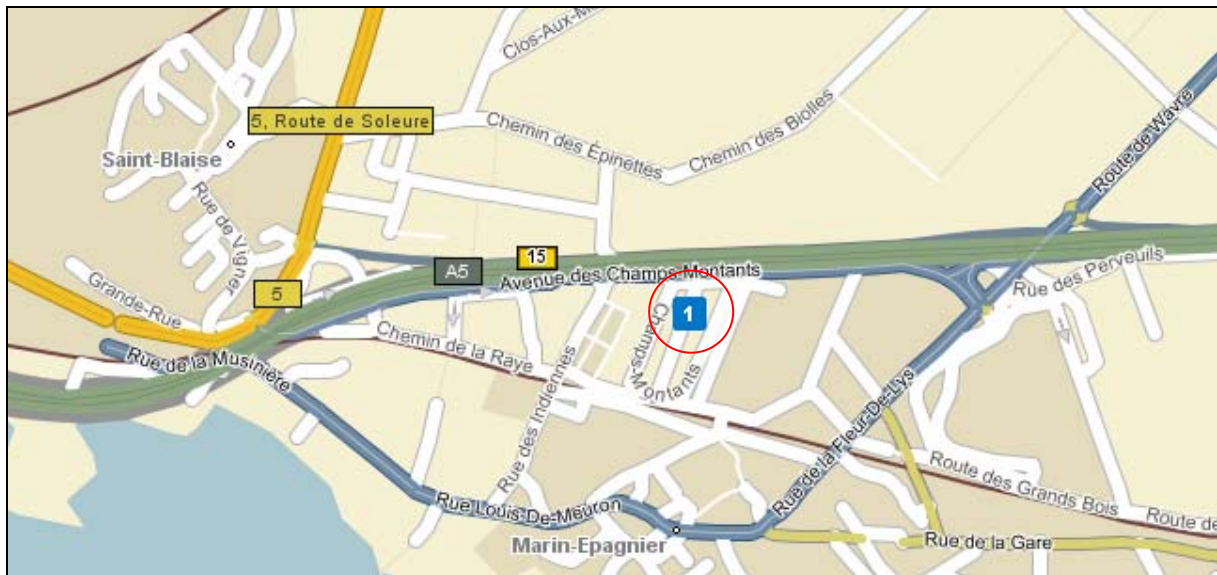 Clos-Aux-Mo
5, Route de Soleure
Saint-Blaise
Chemin des Épinettes
Chemin des Biolles
Route de Wavre
Rue de Vigner
Grande-Rue
5
A5
15
Avenue des Champs-Montants
Rue des Perveuils
1
Champs-Montants
Chemin de la Raye
Rue de la Musinière
Rue des Indiennes
Rue de la Fleur-De-Lys
Route des Grands Bois
Route de
Rue Louis-De-Meuron
Marin-Epagnier
Rue de la Gare